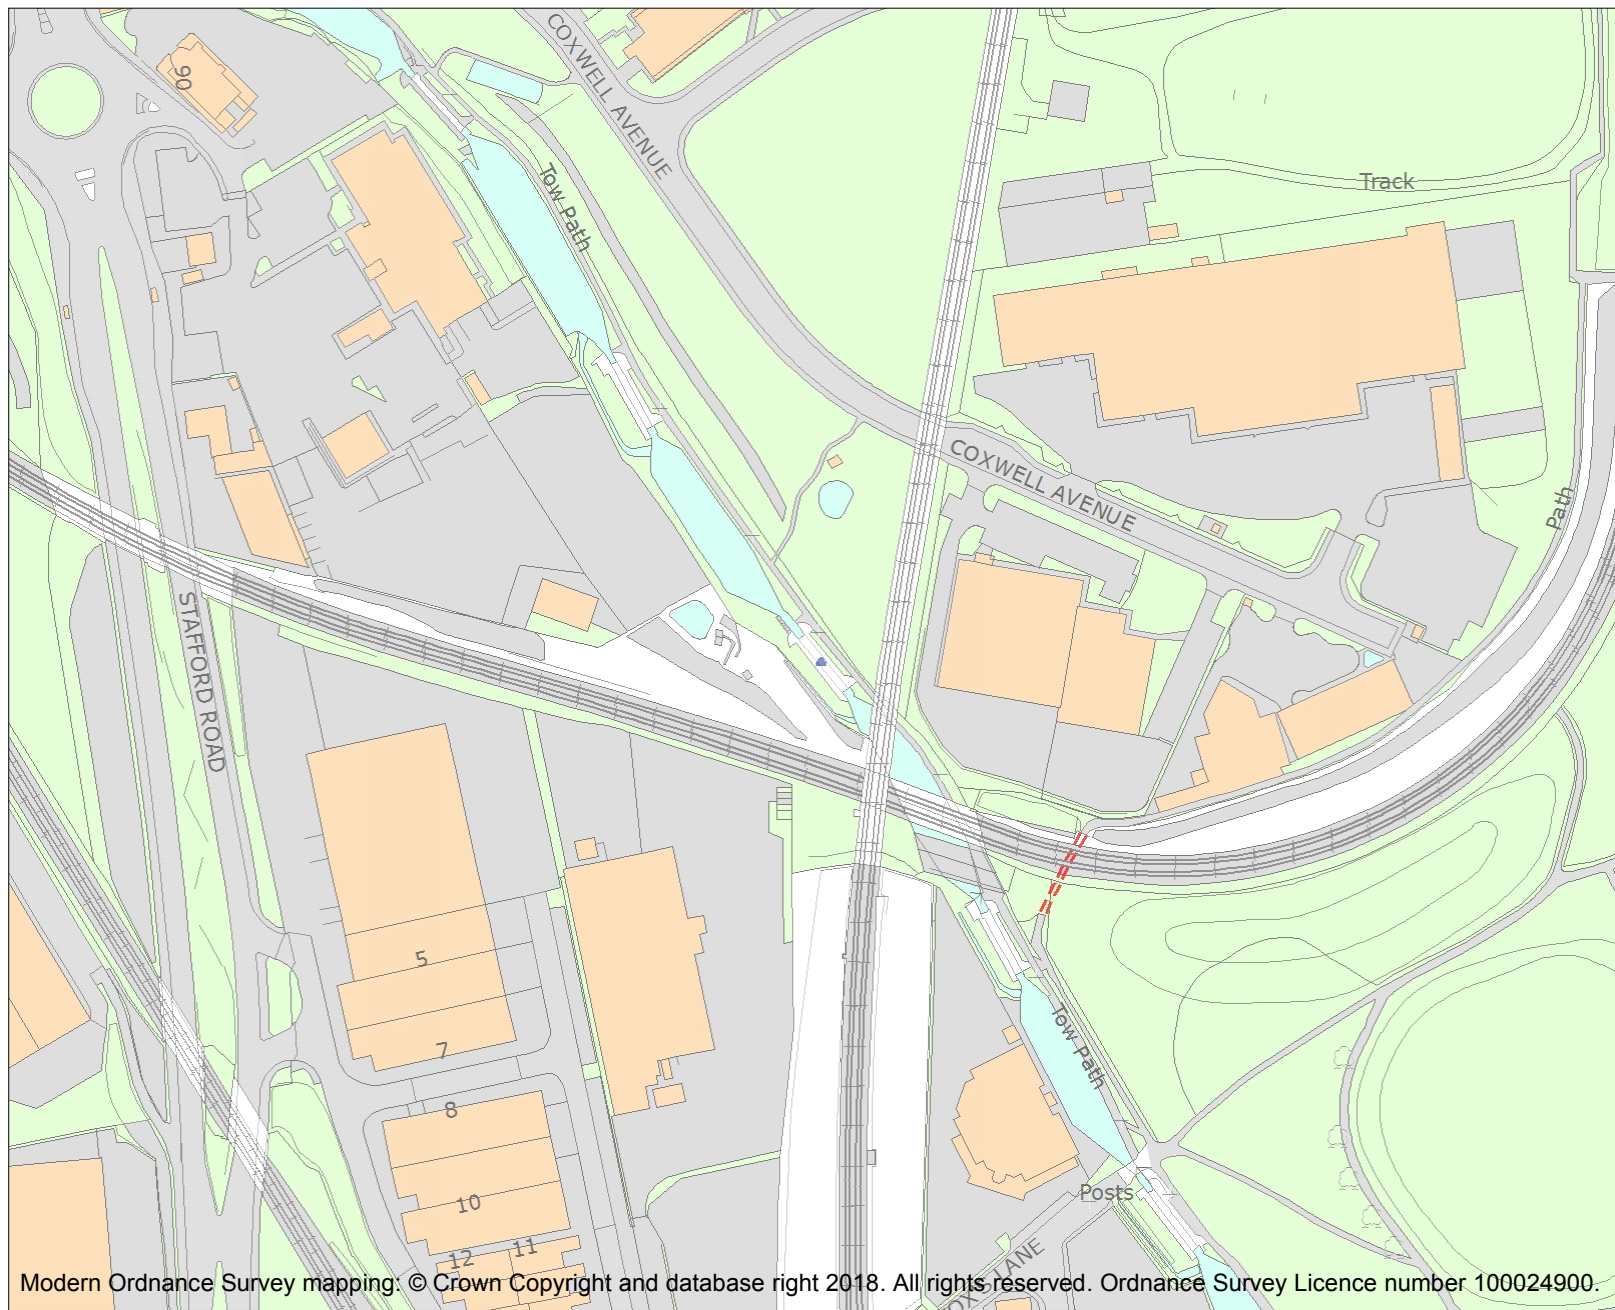 COXWELL AVENUE
90
Tow Path
Track
COXWELL AVENUE
Path
STAFFORD ROAD
5
Tow Path
7
8
Posts
10
11
12
LANE
Modern Ordnance Survey mapping: © Crown Copyright and database right 2018. All rights reserved. Ordnance Survey Licence number 100024900.